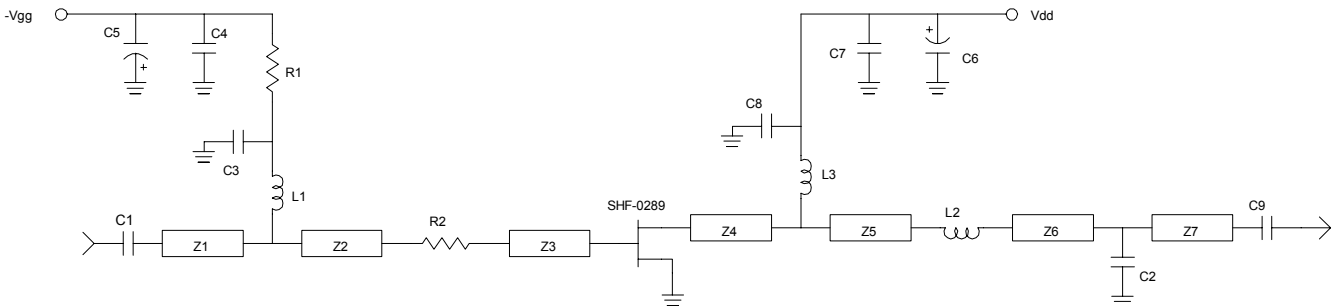 -Vgg
C5
C4
R1
C3
L1
C1
Z1
Z2
R2
Z3
SHF-0289
Z4
C8
L3
C7
C6
Vdd
+
+
Z5
L2
Z6
C2
Z7
C9